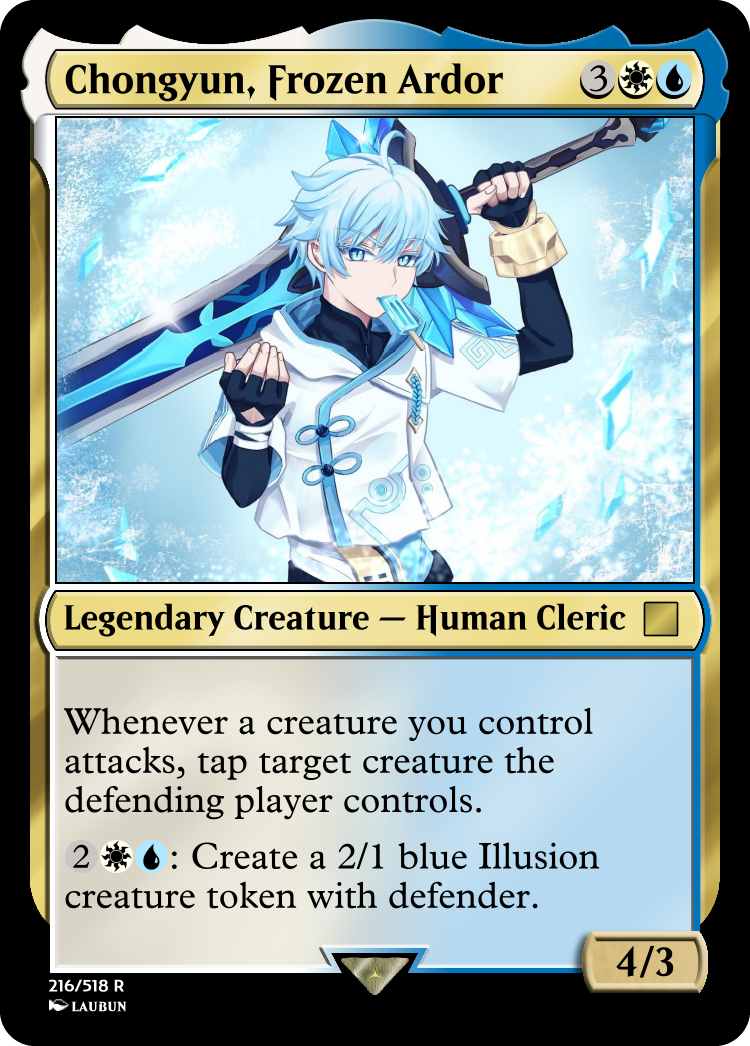 Chongyun, Frozen Ardor 3
Legendary Creature — Human Cleric
Whenever a creature you control
attacks, tap target creature the
defending player controls.
2 : Create a 2/1 blue Illusion
creature token with defender.
4/3
216/518 R
LAUBUN